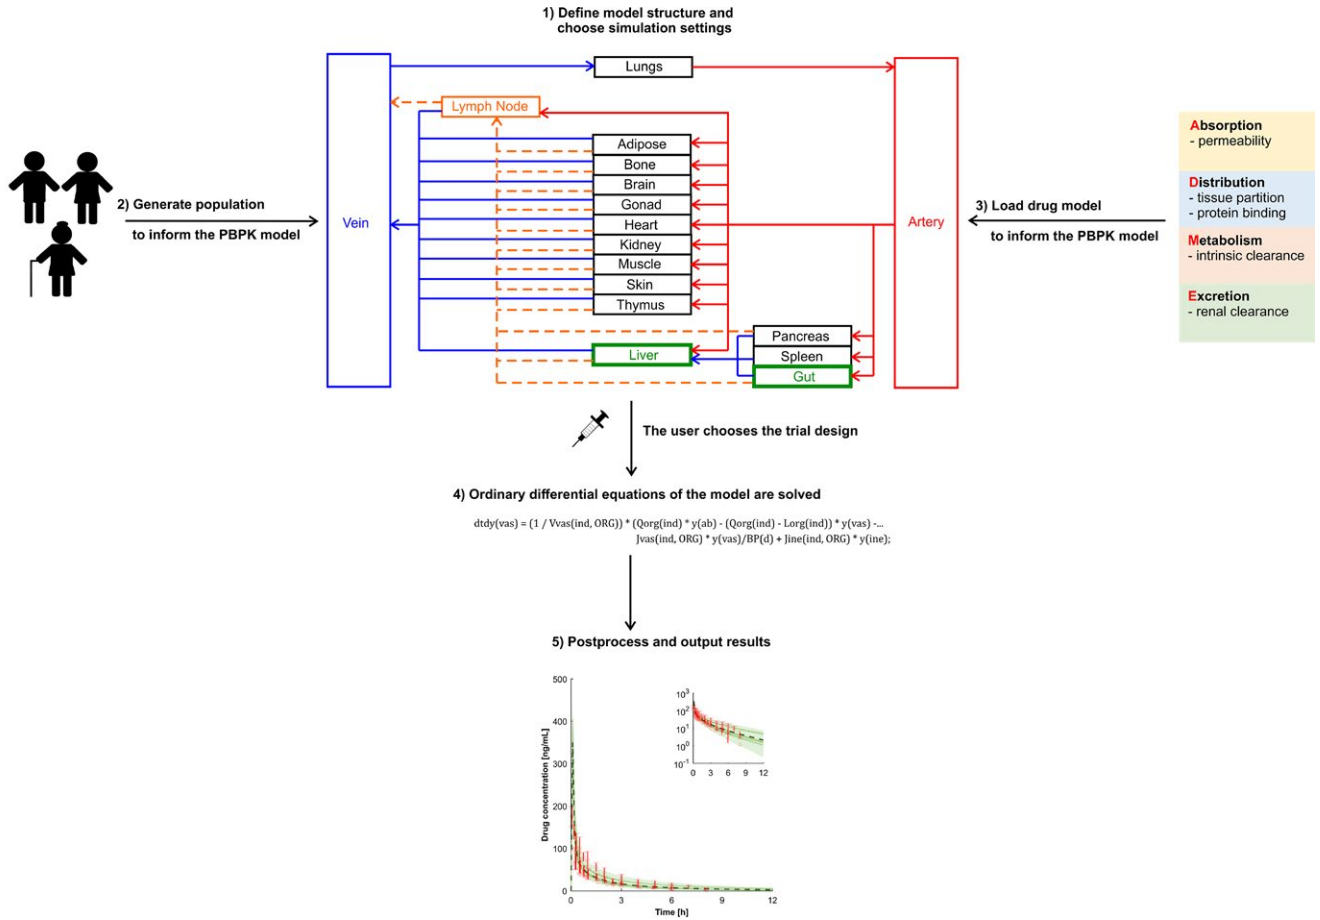 1) Define model structure and
choose simulation settings
Lungs
Lymph Node
Adipose
Bone
Brain
Gonad
Heart
Kidney
Muscle
Skin
Thymus
Pancreas
Spleen
Gut
Liver
Vein
Artery
2) Generate population
to inform the PBPK model
3) Load drug model
to inform the PBPK model
Absorption
- permeability
Distribution
- tissue partition
- protein binding
Metabolism
- intrinsic clearance
Excretion
- renal clearance
The user chooses the trial design
4) Ordinary differential equations of the model are solved
dtdy(vas) = (1 / Vvas(ind, ORG)) * (Qorg(ind) * y(ab) - (Qorg(ind) - Lorg(ind)) * y(vas) -...
Jvas(ind, ORG) * y(vas)/BP(d) + Jine(ind, ORG) * y(ine);
5) Postprocess and output results
Drug concentration [ng/mL]
500
400
300
200
100
0
0 3 6 9 12
Time [h]
10³
10²
10¹
10⁰
10⁻¹
0 3 6 9 12